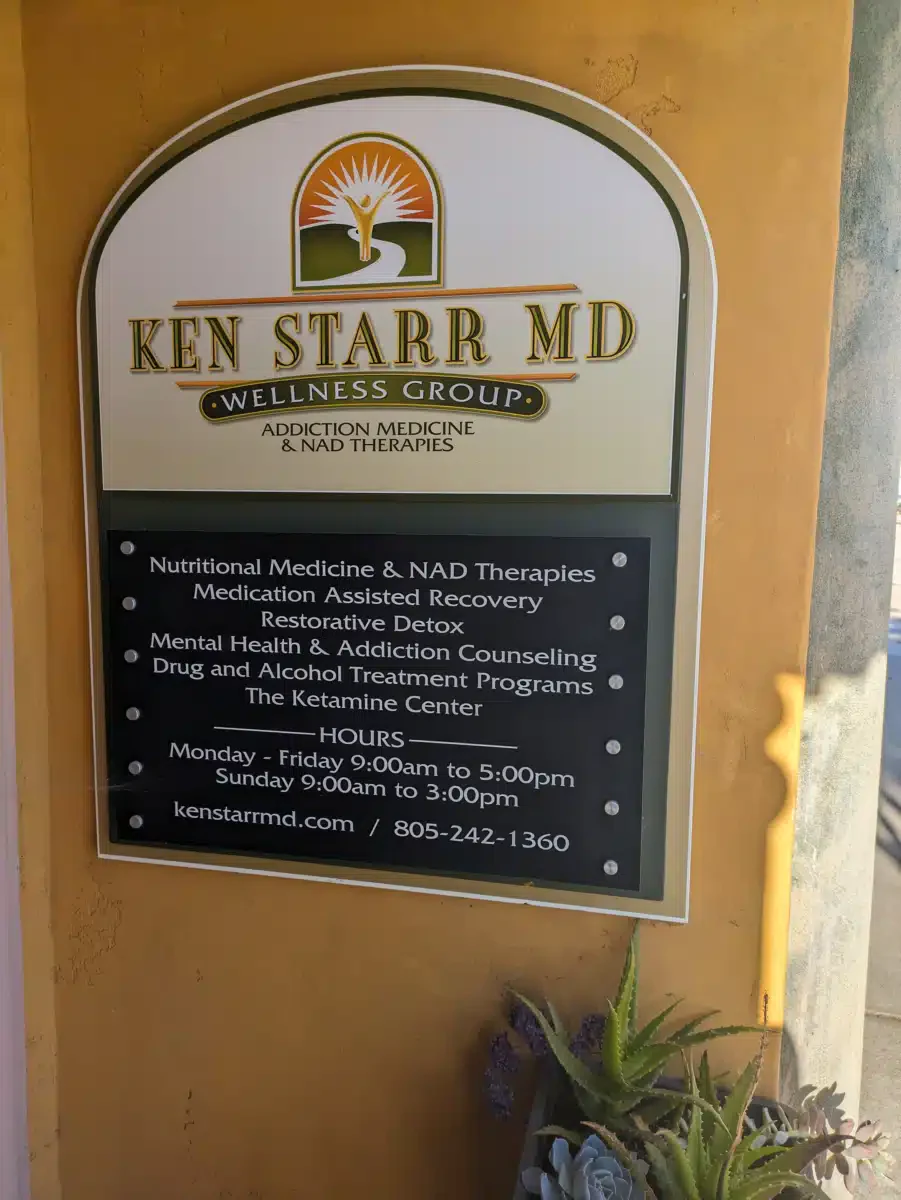 KEN STARR MD
WELLNESS GROUP
ADDICTION MEDICINE
& NAD THERAPIES
Nutritional Medicine & NAD Therapies
Medication Assisted Recovery
Restorative Detox
Mental Health & Addiction Counseling
Drug and Alcohol Treatment Programs
The Ketamine Center
HOURS
Monday - Friday 9:00am to 5:00pm
Sunday 9:00am to 3:00pm
kenstarrmd.com / 805-242-1360